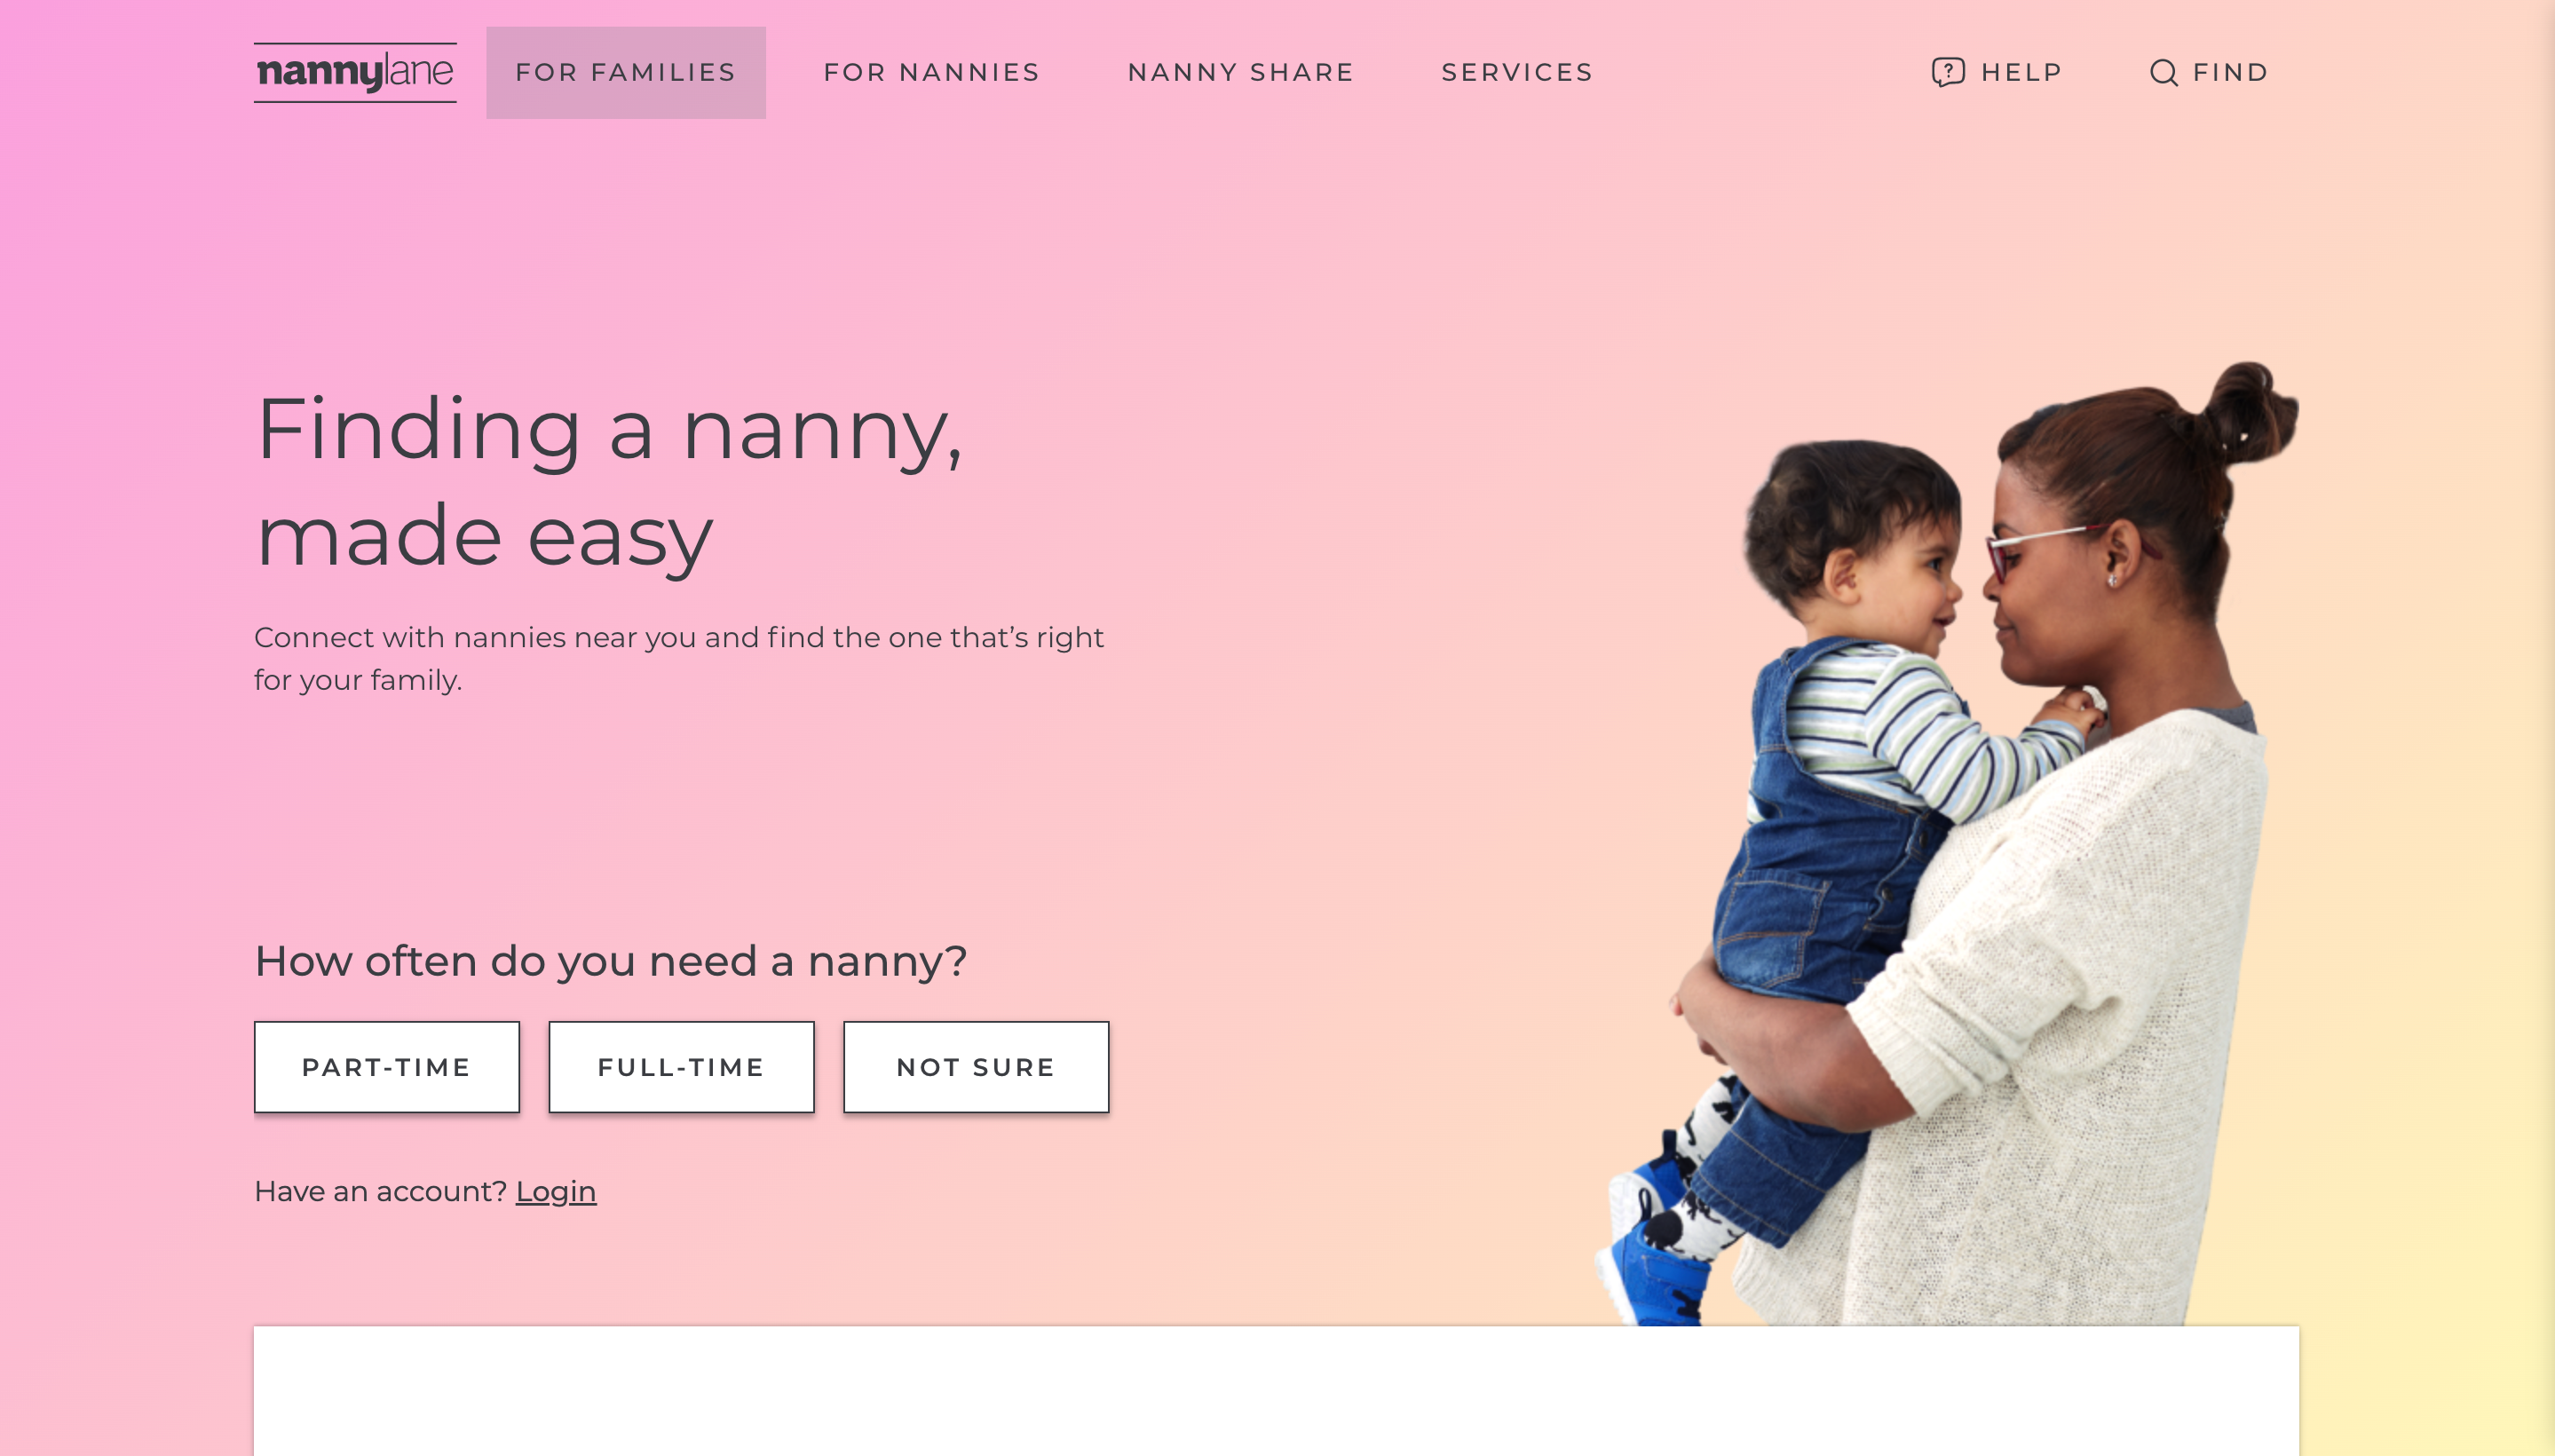 nannylane
FOR FAMILIES
FOR NANNIES
NANNY SHARE
SERVICES
HELP
FIND
Finding a nanny,
made easy
Connect with nannies near you and find the one that’s right
for your family.
How often do you need a nanny?
PART-TIME
FULL-TIME
NOT SURE
Have an account? Login